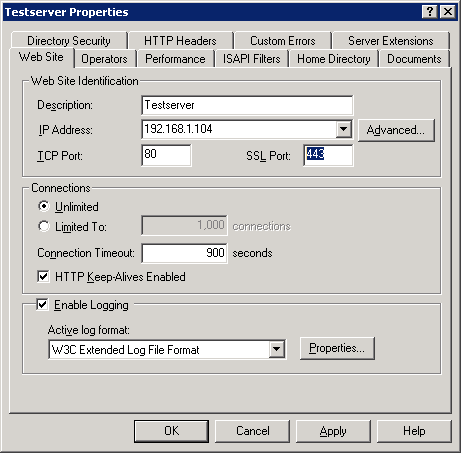 Testserver Properties
Directory Security HTTP Headers Custom Errors Server Extensions
Web Site Operators Performance ISAPI Filters Home Directory Documents
Web Site Identification
Description: Testserver
IP Address: 192.168.1.104 Advanced...
TCP Port: 80 SSL Port: 443
Connections
Unlimited
Limited To: 1,000 connections
Connection Timeout: 900 seconds
HTTP Keep-Alives Enabled
Enable Logging
Active log format:
W3C Extended Log File Format Properties...
OK Cancel Apply Help